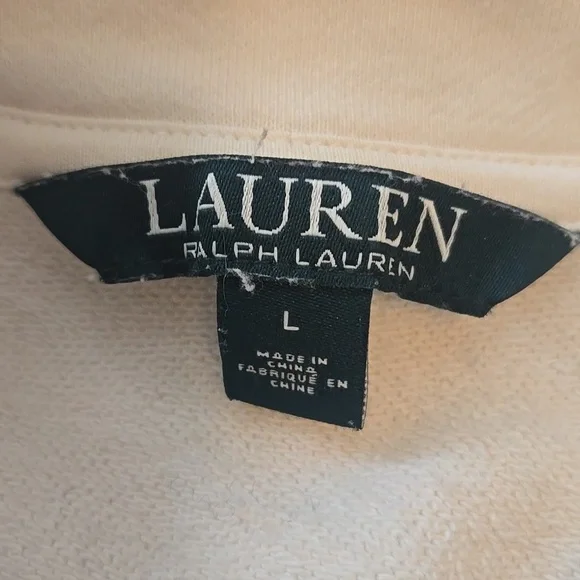 LAUREN
RALPH LAUREN
L
MADE IN
CHINA
FABRIQUÉ EN
CHINE